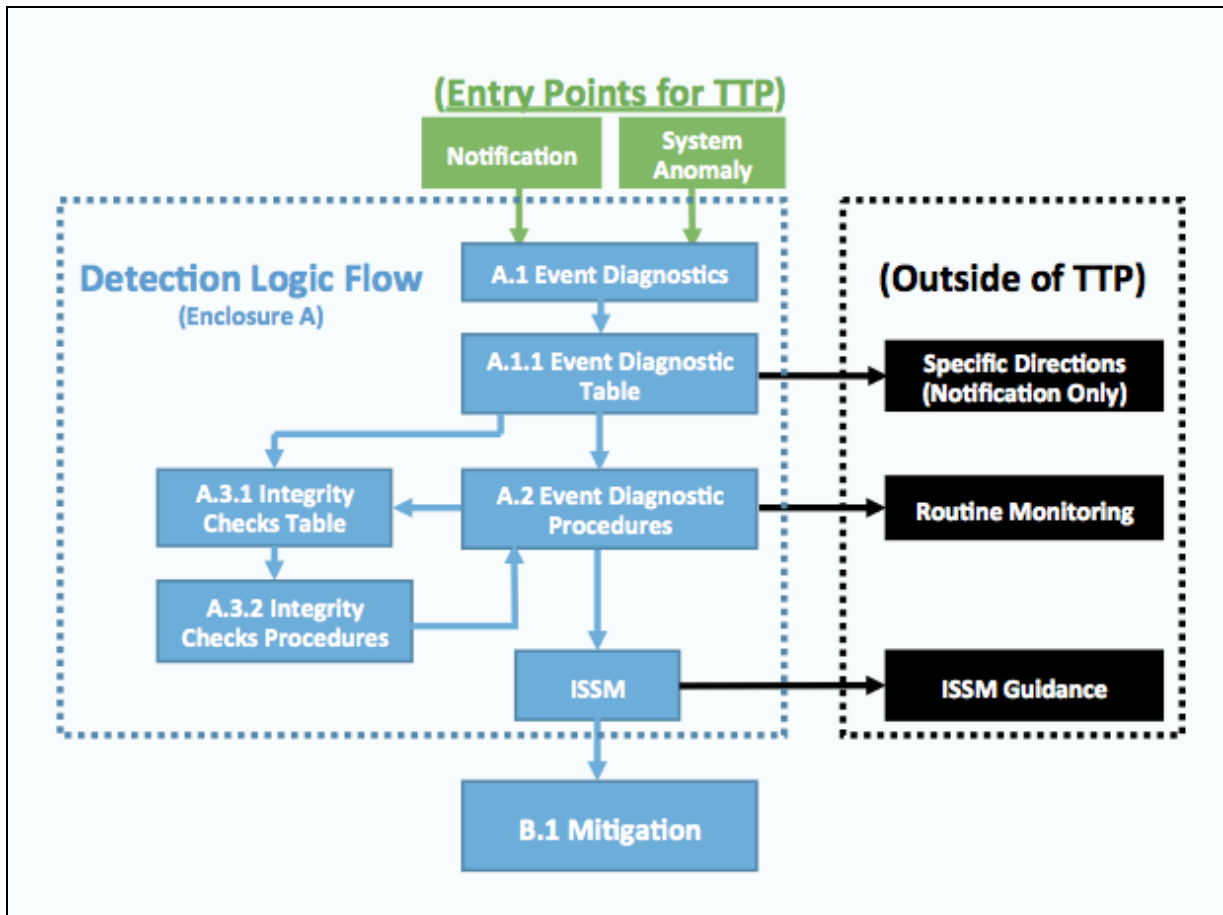 (Entry Points for TTP)
Notification
System
Anomaly
Detection Logic Flow
(Enclosure A)
A.1 Event Diagnostics
(Outside of TTP)
A.1.1 Event Diagnostic
Table
Specific Directions
(Notification Only)
A.3.1 Integrity
Checks Table
A.2 Event Diagnostic
Procedures
Routine Monitoring
A.3.2 Integrity
Checks Procedures
ISSM
ISSM Guidance
B.1 Mitigation